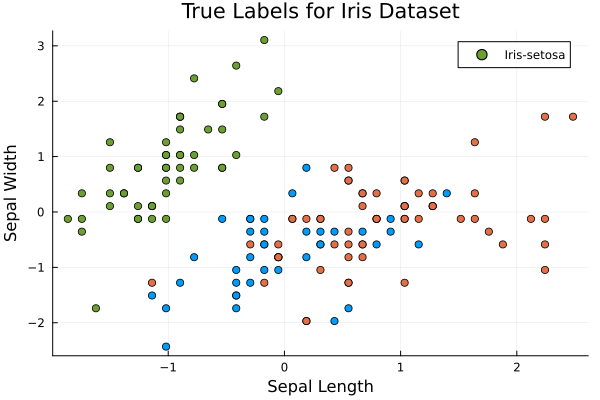 True Labels for Iris Dataset
Iris-setosa
3
2
1
0
−1
−2
Sepal Width
−1
0
1
2
Sepal Length